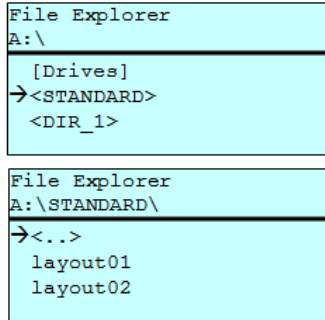 File Explorer
A:\
[Drives]
→<STANDARD>
<DIR_1>
File Explorer
A:\STANDARD\
→<..>
layout01
layout02